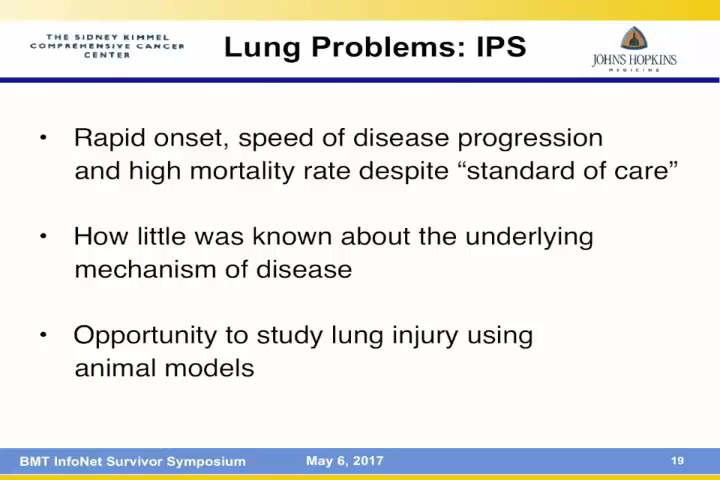 THE SIDNEY KIMMEL
COMPREHENSIVE CANCER
CENTER
Lung Problems: IPS
JOHNS HOPKINS
MEDICINE
• Rapid onset, speed of disease progression
and high mortality rate despite “standard of care”
• How little was known about the underlying
mechanism of disease
• Opportunity to study lung injury using
animal models
BMT InfoNet Survivor Symposium
May 6, 2017
19